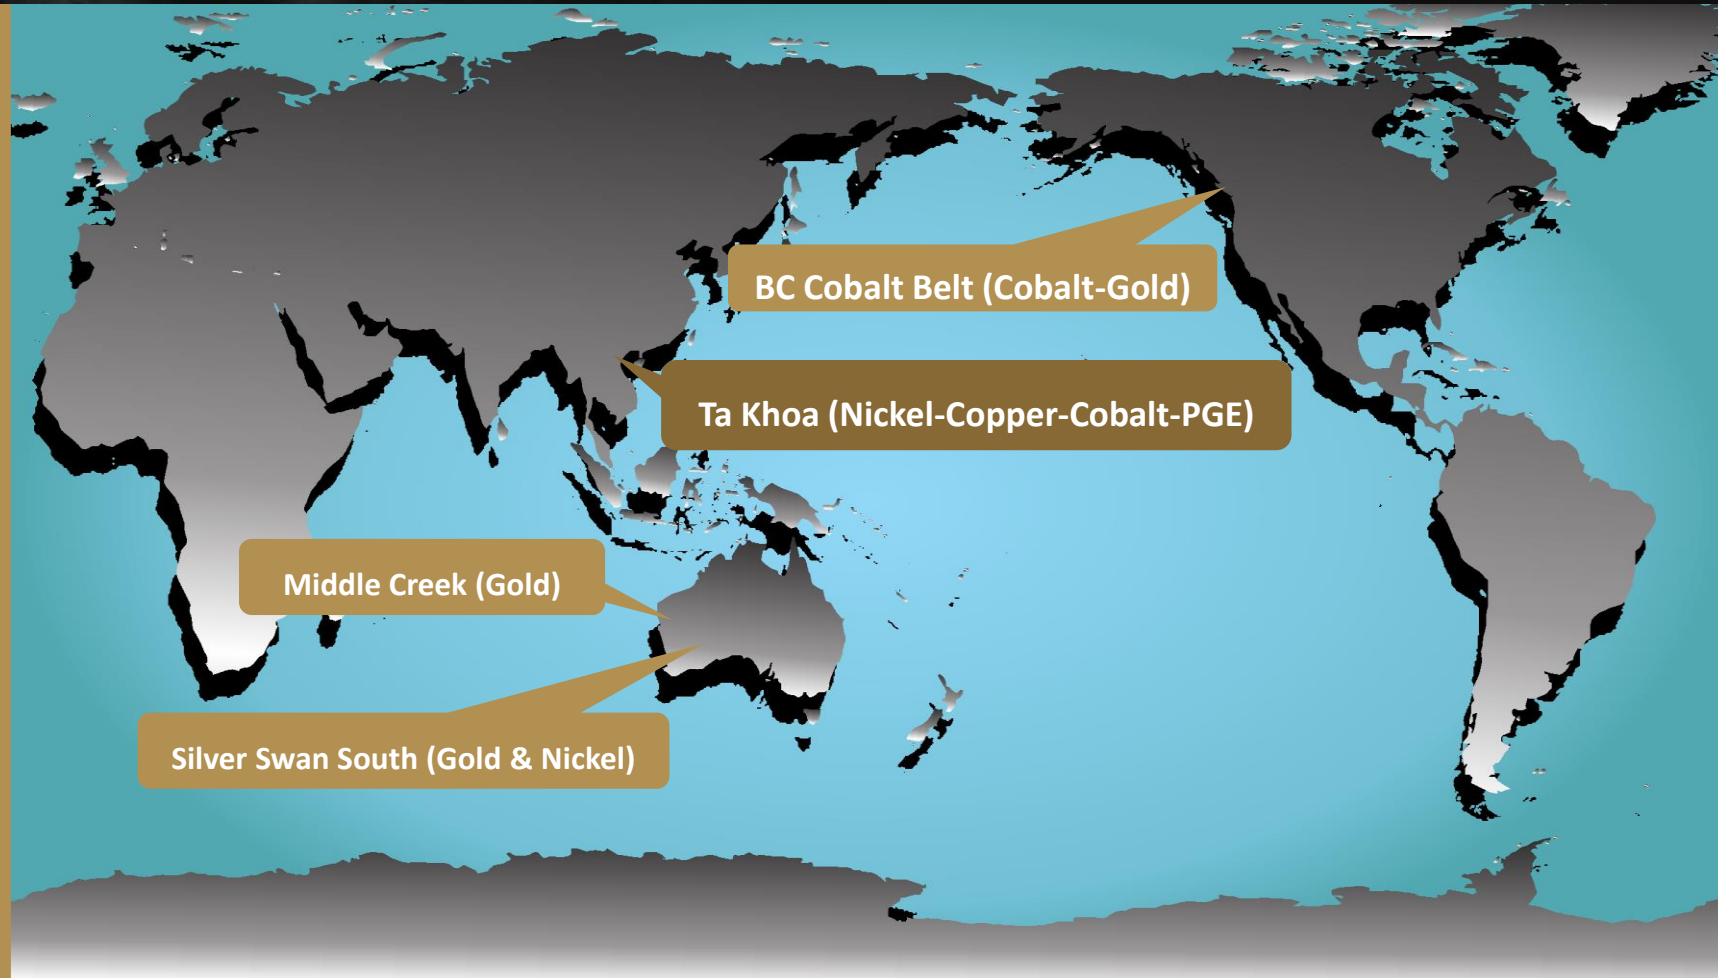 BC Cobalt Belt (Cobalt-Gold)
Ta Khoa (Nickel-Copper-Cobalt-PGE)
Middle Creek (Gold)
Silver Swan South (Gold & Nickel)